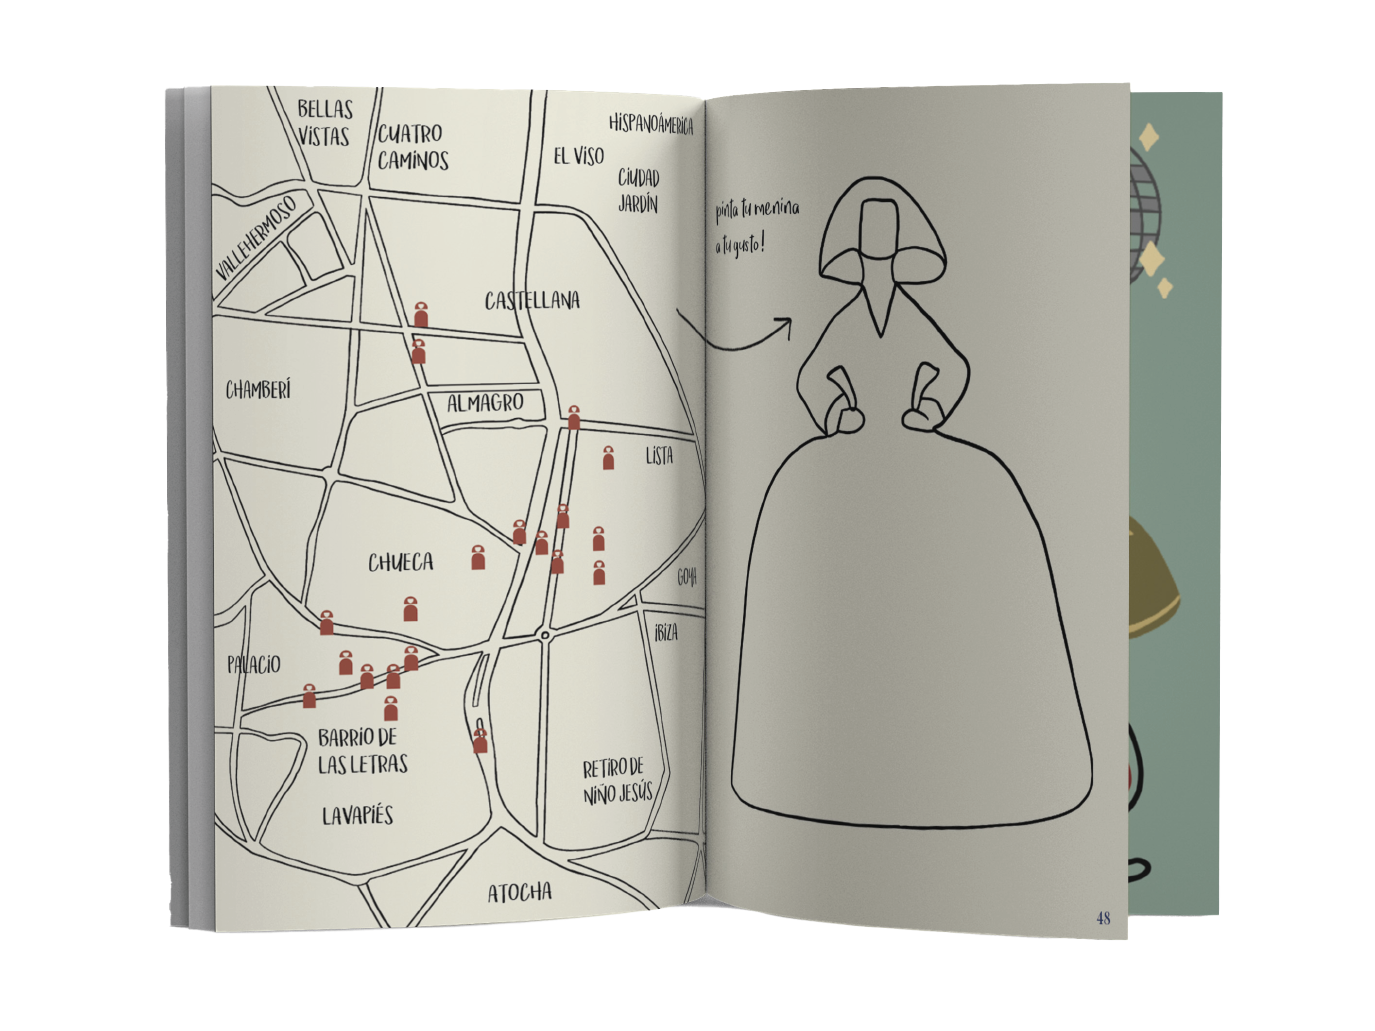 BELLAS
VISTAS
CUATRO
CAMINOS
HISPANOÁMERICA
EL VISO
CIUDAD
JARDÍN
VALLEHERMOSO
CASTELLANA
CHAMBERÍ
ALMAGRO
LISTA
CHUECA
GOYA
IBIZA
PALACIO
BARRIO DE
LAS LETRAS
RETIRO DE
NIÑO JESÚS
LAVAPIÉS
ATOCHA
pinta tu menina
a tu gusto!
48